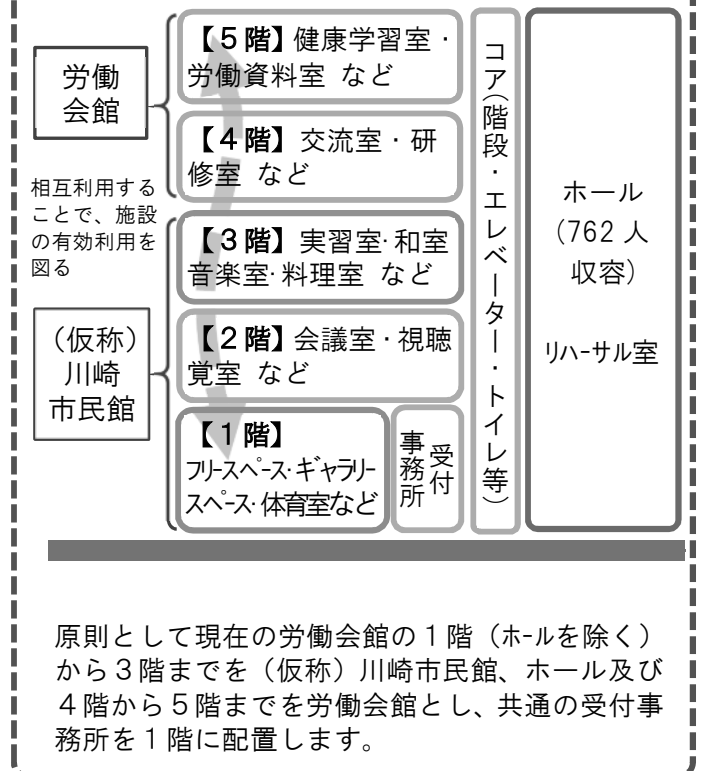 労働
会館
【5階】健康学習室・
労働資料室 など
【4階】交流室・研
修室 など
相互利用する
ことで、施設
の有効利用を
図る
【3階】実習室・和室
音楽室・料理室 など
(仮称)
川崎
市民館
【2階】会議室・視聴
覚室 など
【1階】
フリースペース・ギャラリー
スペース・体育室など
受付
事務所
コア(階段・エレベーター・トイレ等)
ホール
(762 人
収容)
リハーサル室
原則として現在の労働会館の1階(ホールを除く)
から3階までを(仮称)川崎市民館、ホール及び
4階から5階までを労働会館とし、共通の受付事
務所を1階に配置します。